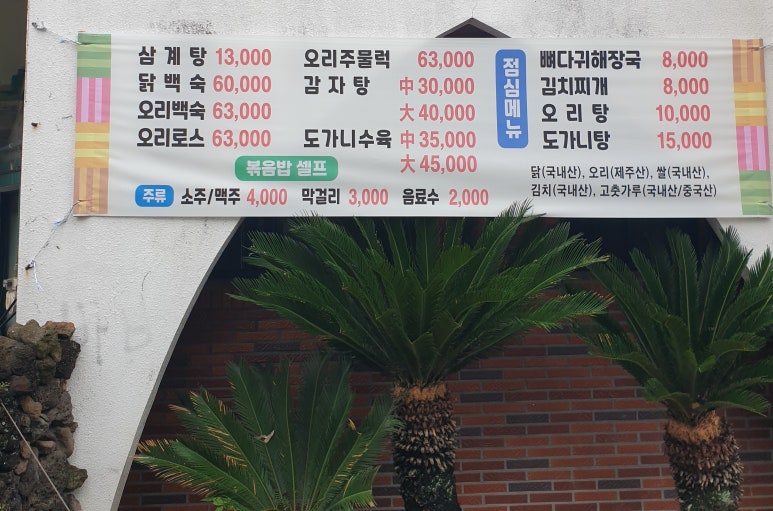 삼계탕 13,000
닭백숙 60,000
오리백숙 63,000
오리로스 63,000
오리주물럭 63,000
감자탕 中 30,000
大 40,000
도가니수육 中 35,000
大 45,000
볶음밥 셀프
주류 소주/맥주 4,000 막걸리 3,000 음료수 2,000
점심메뉴
뼈다귀해장국 8,000
김치찌개 8,000
오리탕 10,000
도가니탕 15,000
닭(국내산), 오리(제주산), 쌀(국내산),
김치(국내산), 고춧가루(국내산/중국산)